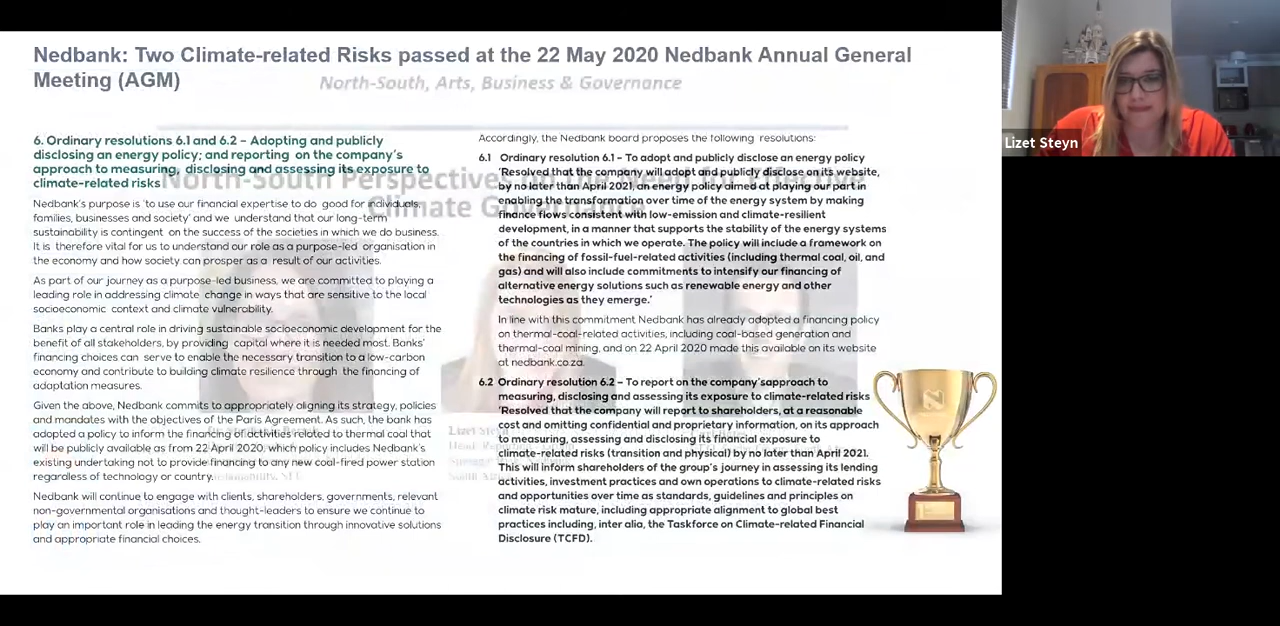 Nedbank: Two Climate-related Risks passed at the 22 May 2020 Nedbank Annual General
Meeting (AGM)
North-South, Arts, Business & Governance
6. Ordinary resolutions 6.1 and 6.2 – Adopting and publicly
disclosing an energy policy; and reporting on the company's
approach to measuring, disclosing and assessing its exposure to
climate-related risks
North-South Perspectives on the Need for Effective
Climate Governance
Nedbank's purpose is 'to use our financial expertise to do good for individuals,
families, businesses and society' and we understand that our long-term
sustainability is contingent on the success of the societies in which we do business.
It is therefore vital for us to understand our role as a purpose-led organisation in
the economy and how society can prosper as a result of our activities.
As part of our journey as a purpose-led business, we are committed to playing a
leading role in addressing climate change in ways that are sensitive to the local
socioeconomic context and climate vulnerability.
Banks play a central role in driving sustainable socioeconomic development for the
benefit of all stakeholders, by providing capital where it is needed most. Banks'
financing choices can serve to enable the necessary transition to a low-carbon
economy and contribute to building climate resilience through the financing of
adaptation measures.
Given the above, Nedbank commits to appropriately aligning its strategy, policies
and mandates with the objectives of the Paris Agreement. As such, the bank has
adopted a policy to inform the financing of activities related to thermal coal that
will be publicly available as from 22 April 2020, which policy includes Nedbank's
existing undertaking not to provide financing to any new coal-fired power station
regardless of technology or country.
Nedbank will continue to engage with clients, shareholders, governments, relevant
non-governmental organisations and thought-leaders to ensure we continue to
play an important role in leading the energy transition through innovative solutions
and appropriate financial choices.
Accordingly, the Nedbank board proposes the following resolutions:
6.1 Ordinary resolution 6.1 – To adopt and publicly disclose an energy policy
'Resolved that the company will adopt and publicly disclose on its website,
by no later than April 2021, an energy policy aimed at playing our part in
enabling the transformation over time of the energy system by making
finance flows consistent with low-emission and climate-resilient
development, in a manner that supports the stability of the energy systems
of the countries in which we operate. The policy will include a framework on
the financing of fossil-fuel-related activities (including thermal coal, oil, and
gas) and will also include commitments to intensify our financing of
alternative energy solutions such as renewable energy and other
technologies as they emerge.'
In line with this commitment Nedbank has already adopted a financing policy
on thermal-coal-related activities, including coal-based generation and
thermal-coal mining, and on 22 April 2020 made this available on its website
at nedbank.co.za.
6.2 Ordinary resolution 6.2 – To report on the company'sapproach to
measuring, disclosing and assessing its exposure to climate-related risks
'Resolved that the company will report to shareholders, at a reasonable
cost and omitting confidential and proprietary information, on its approach
to measuring, assessing and disclosing its financial exposure to
climate-related risks (transition and physical) by no later than April 2021.
This will inform shareholders of the group's journey in assessing its lending
activities, investment practices and own operations to climate-related risks
and opportunities over time as standards, guidelines and principles on
climate risk mature, including appropriate alignment to global best
practices including, inter alia, the Taskforce on Climate-related Financial
Disclosure (TCFD).
Lizet Steyn
Lizet Steyn